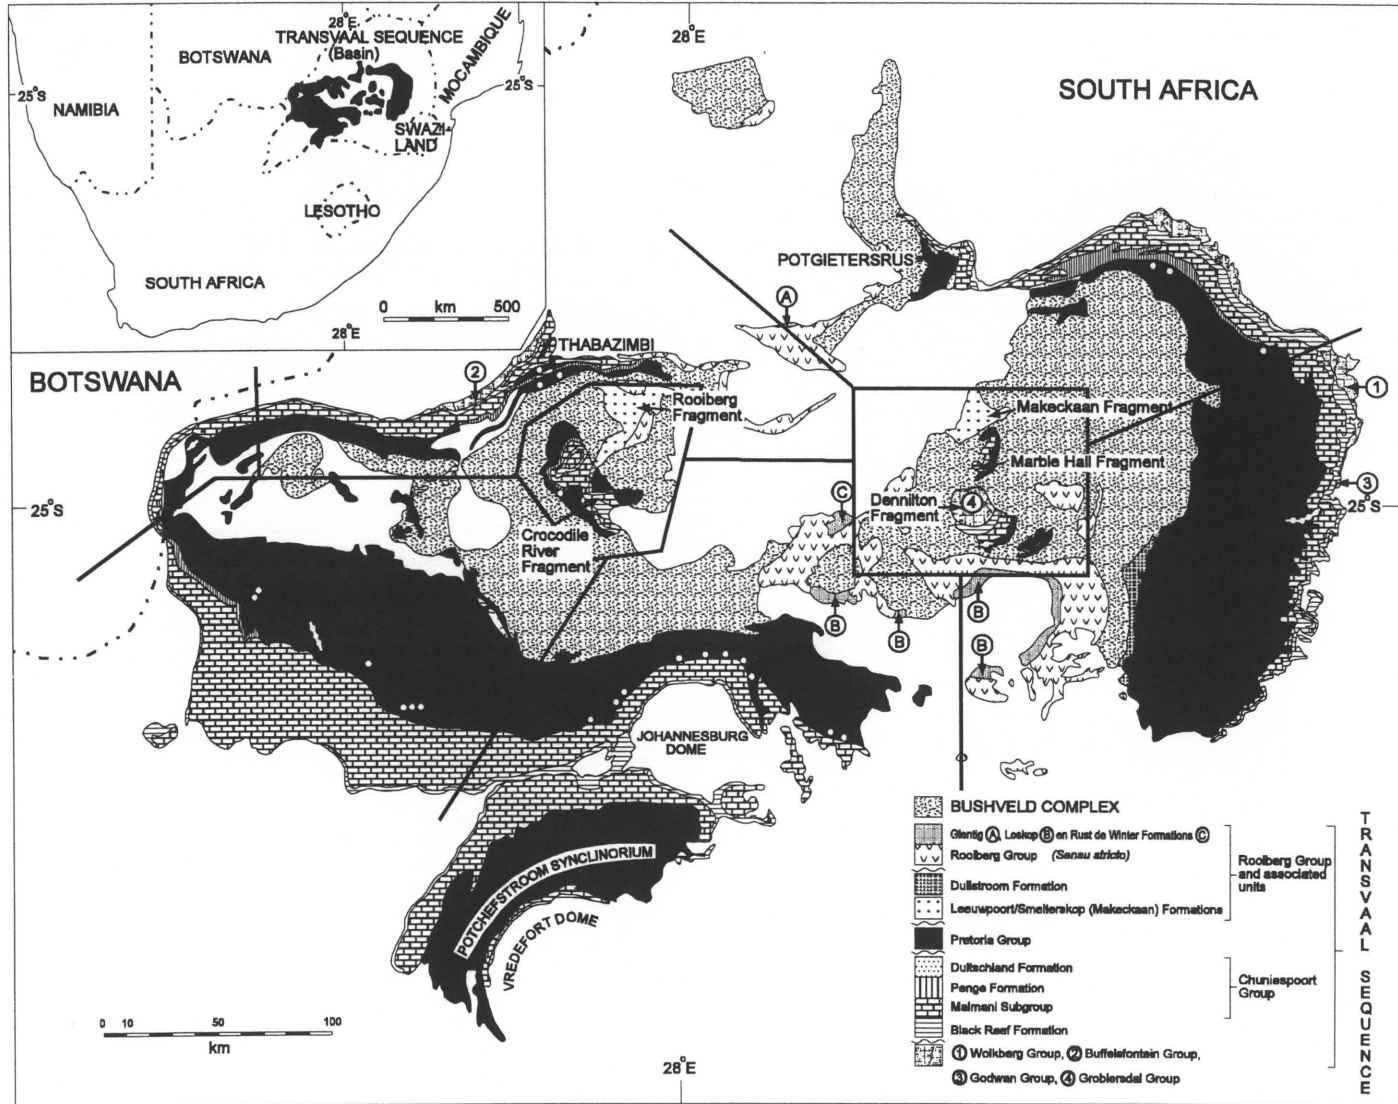 28°E
TRANSVAAL SEQUENCE
(Basin)
BOTSWANA
MOCAMBIQUE
25°S
25°S
NAMIBIA
SWAZI-
LAND
LESOTHO
SOUTH AFRICA
0 km 500
28°E
28°E
SOUTH AFRICA
POTGIETERSRUS
A
THABAZIMBI
BOTSWANA
2
1
Rooiberg
Fragment
Makeckaan Fragment
Marble Hall Fragment
3
C
Dennilton
Fragment
4
25°S
25°S
Crocodile
River
Fragment
B
B
B
B
JOHANNESBURG
DOME
POTCHEFSTROOM SYNCLINORIUM
VREDEFORT DOME
BUSHVELD COMPLEX
Glentig A, Loskop B en Rust de Winter Formations C
Rooiberg Group (Sensu stricto)
Dullstroom Formation
Leeuwpoort/Smelterskop (Makeckaan) Formations
Rooiberg Group
and associated
units
Pretoria Group
Duitschland Formation
Penge Formation
Malmani Subgroup
Chuniespoort
Group
Black Reef Formation
1 Wolkberg Group, 2 Buffelsfontein Group,
3 Godwan Group, 4 Groblersdal Group
TRANSVAAL SEQUENCE
0 10 50 100
km
28°E